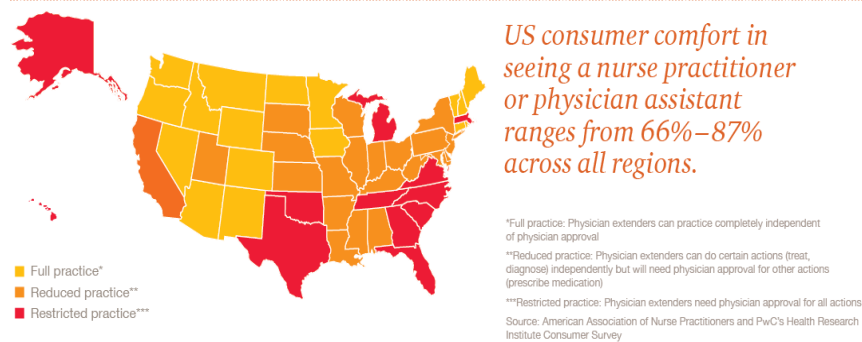 US consumer comfort in
seeing a nurse practitioner
or physician assistant
ranges from 66%–87%
across all regions.
*Full practice: Physician extenders can practice completely independent
of physician approval
**Reduced practice: Physician extenders can do certain actions (treat,
diagnose) independently but will need physician approval for other actions
(prescribe medication)
***Restricted practice: Physician extenders need physician approval for all actions
Source: American Association of Nurse Practitioners and PwC's Health Research
Institute Consumer Survey
Full practice*
Reduced practice**
Restricted practice***